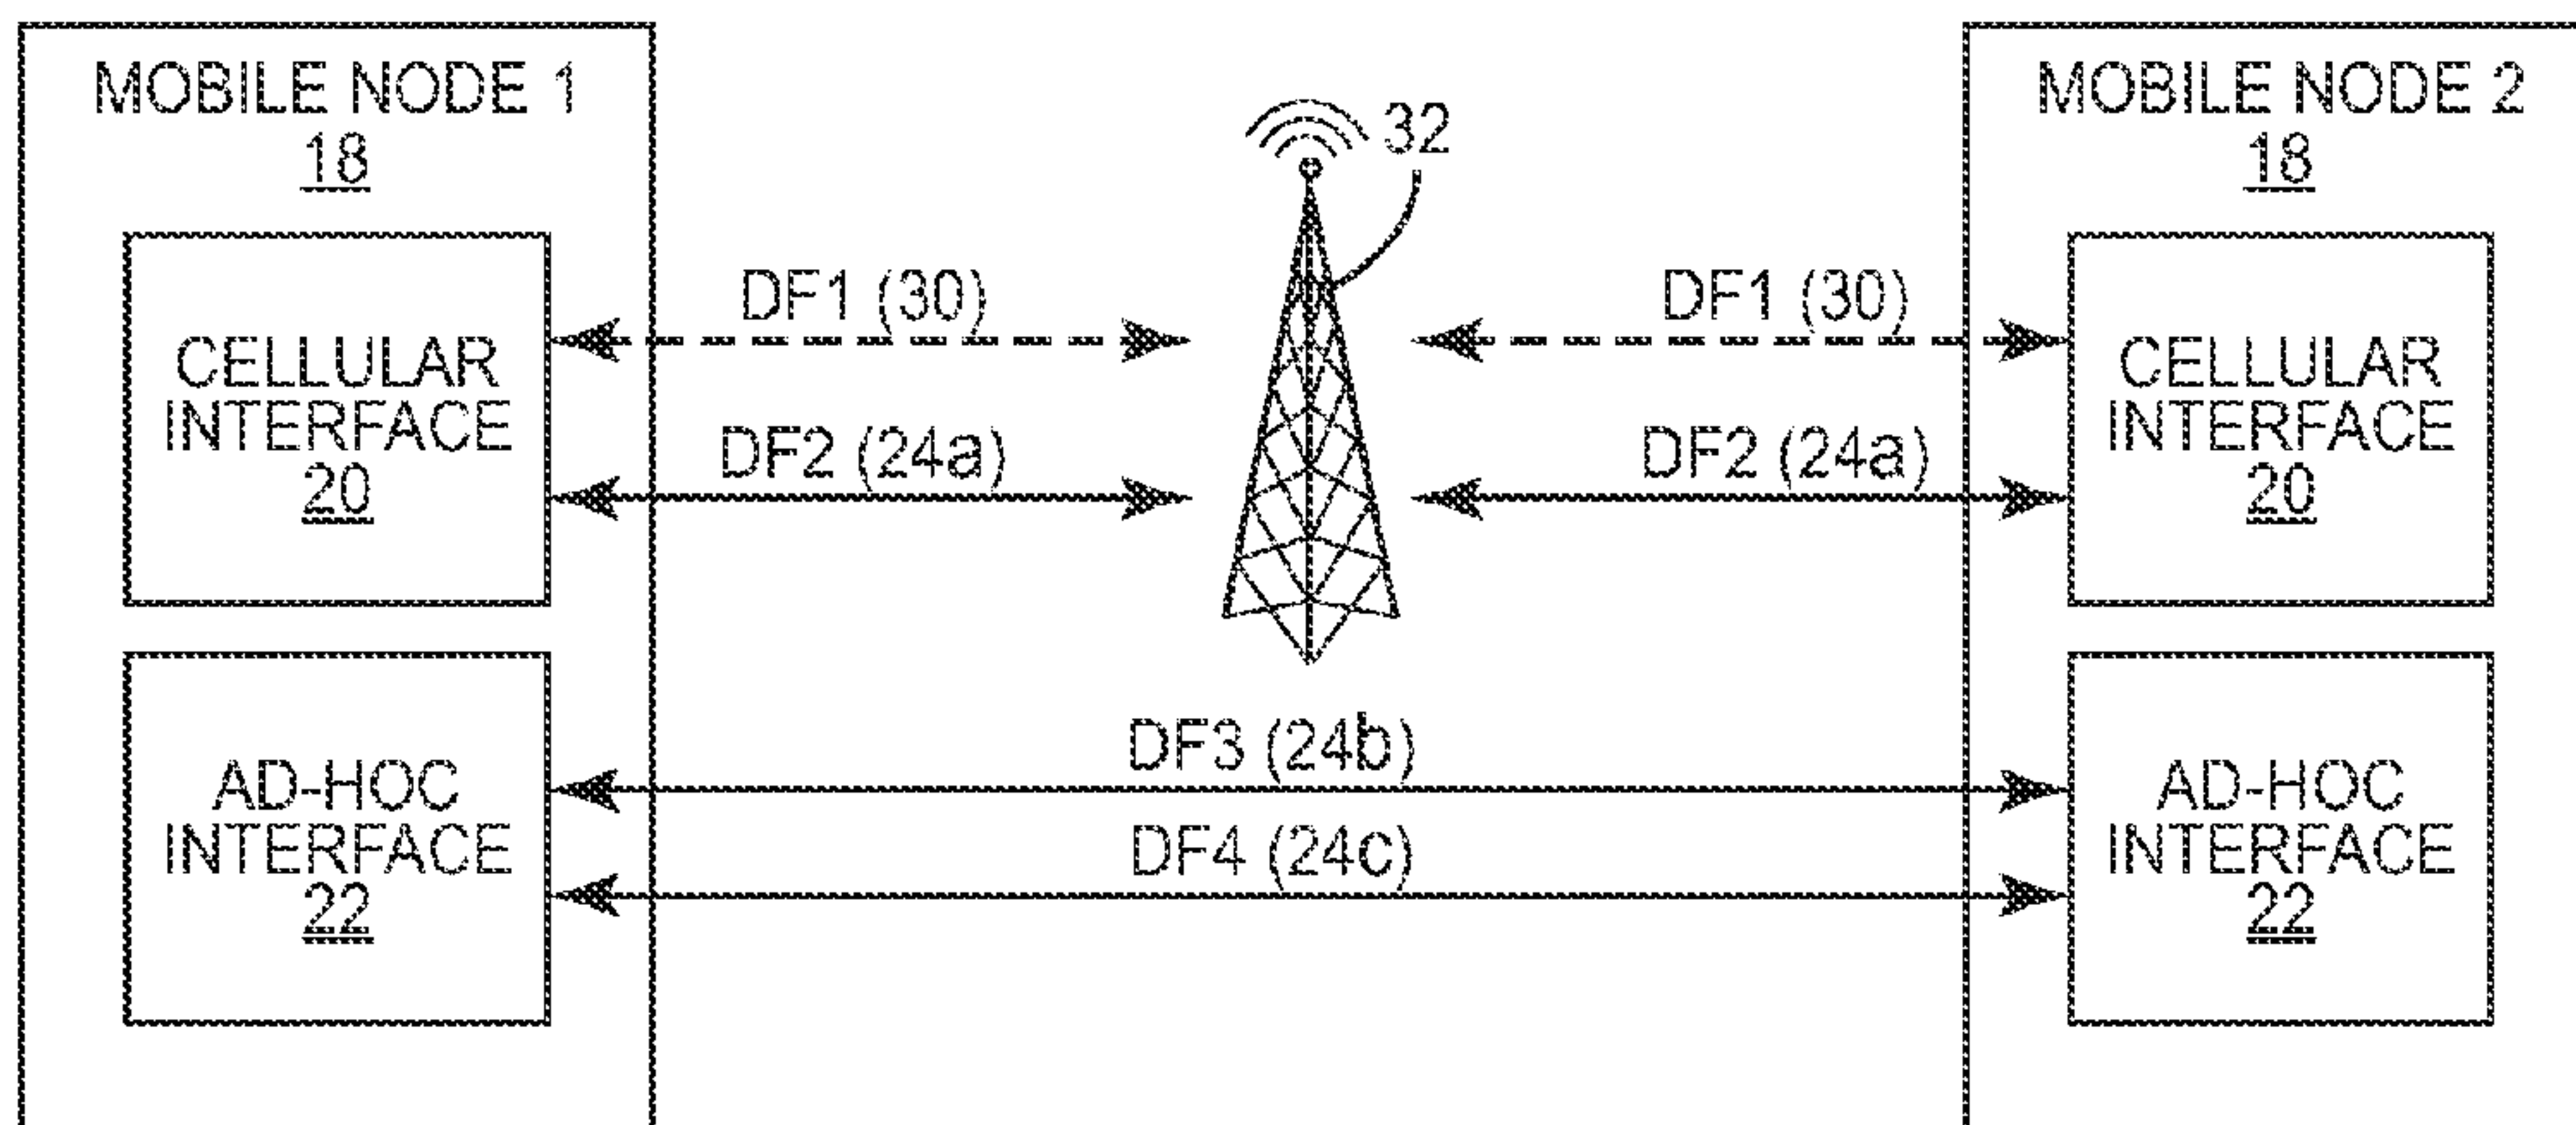 MOBILE NODE 1
18
CELLULAR
INTERFACE
20
AD-HOC
INTERFACE
22
32
DF1 (30)
DF1 (30)
DF2 (24a)
DF2 (24a)
DF3 (24b)
DF4 (24c)
MOBILE NODE 2
18
CELLULAR
INTERFACE
20
AD-HOC
INTERFACE
22